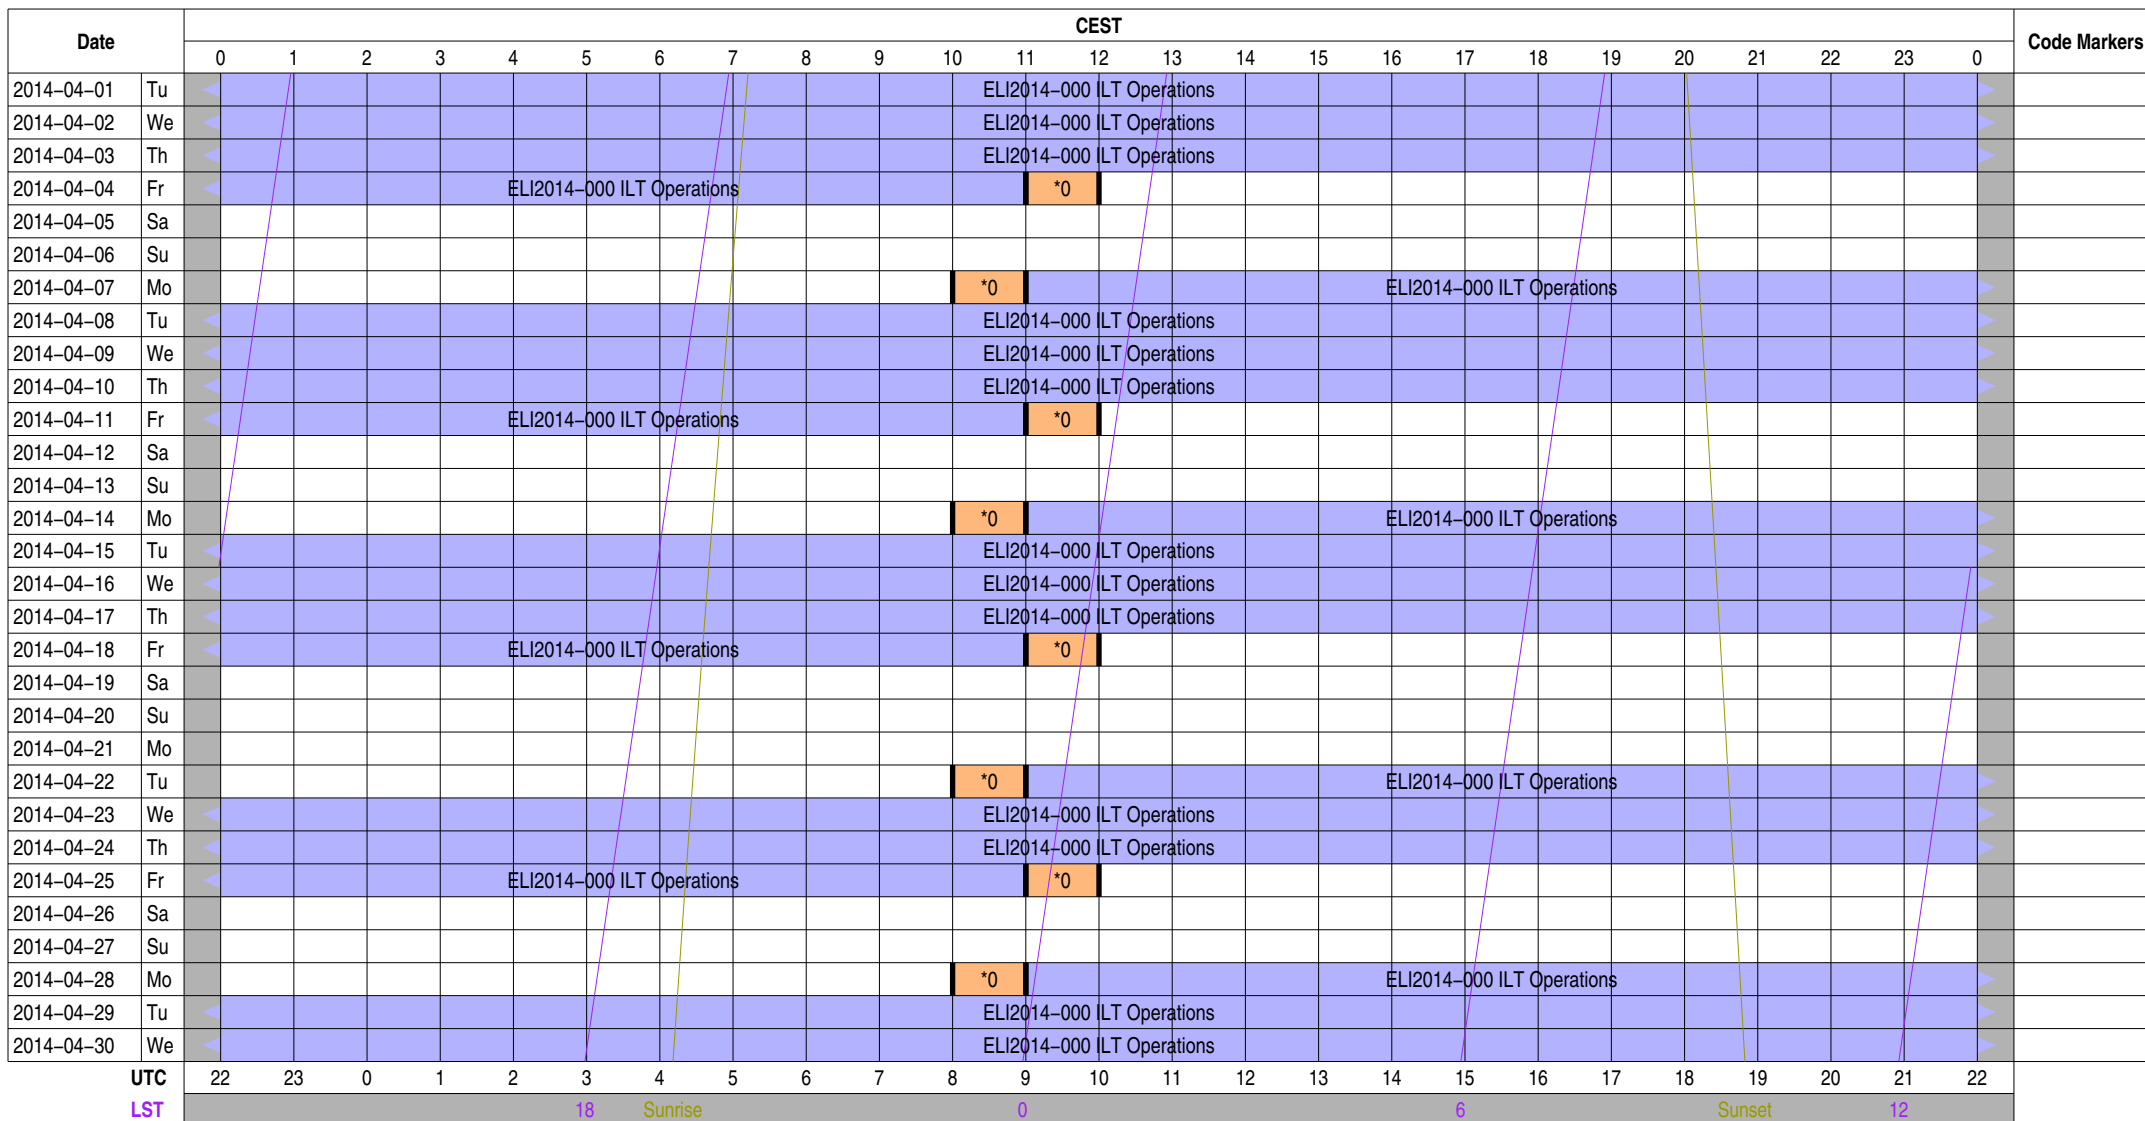 Date CEST Code Markers
0 1 2 3 4 5 6 7 8 9 10 11 12 13 14 15 16 17 18 19 20 21 22 23 0
2014-04-01 Tu ELI2014-000 ILT Operations
2014-04-02 We ELI2014-000 ILT Operations
2014-04-03 Th ELI2014-000 ILT Operations
2014-04-04 Fr ELI2014-000 ILT Operations *0
2014-04-05 Sa
2014-04-06 Su
2014-04-07 Mo *0 ELI2014-000 ILT Operations
2014-04-08 Tu ELI2014-000 ILT Operations
2014-04-09 We ELI2014-000 ILT Operations
2014-04-10 Th ELI2014-000 ILT Operations
2014-04-11 Fr ELI2014-000 ILT Operations *0
2014-04-12 Sa
2014-04-13 Su
2014-04-14 Mo *0 ELI2014-000 ILT Operations
2014-04-15 Tu ELI2014-000 ILT Operations
2014-04-16 We ELI2014-000 ILT Operations
2014-04-17 Th ELI2014-000 ILT Operations
2014-04-18 Fr ELI2014-000 ILT Operations *0
2014-04-19 Sa
2014-04-20 Su
2014-04-21 Mo
2014-04-22 Tu *0 ELI2014-000 ILT Operations
2014-04-23 We ELI2014-000 ILT Operations
2014-04-24 Th ELI2014-000 ILT Operations
2014-04-25 Fr ELI2014-000 ILT Operations *0
2014-04-26 Sa
2014-04-27 Su
2014-04-28 Mo *0 ELI2014-000 ILT Operations
2014-04-29 Tu ELI2014-000 ILT Operations
2014-04-30 We ELI2014-000 ILT Operations
UTC 22 23 0 1 2 3 4 5 6 7 8 9 10 11 12 13 14 15 16 17 18 19 20 21 22
LST 18 Sunrise 0 6 Sunset 12